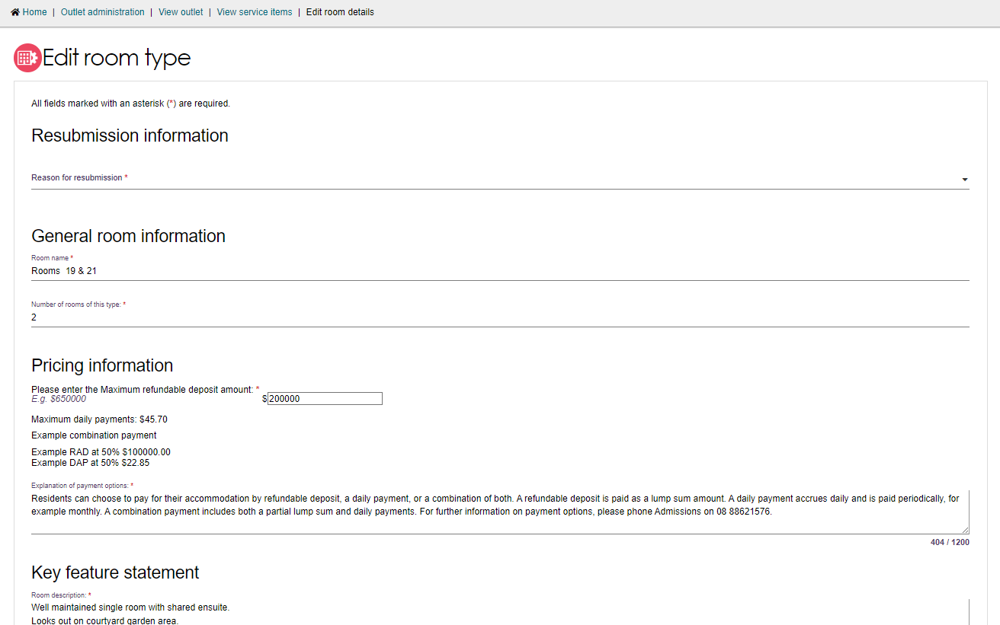 Home | Outlet administration | View outlet | View service items | Edit room details
Edit room type
All fields marked with an asterisk (*) are required.
Resubmission information
Reason for resubmission *
General room information
Room name *
Rooms  19 & 21
Number of rooms of this type: *
2
Pricing information
Please enter the Maximum refundable deposit amount: *
E.g. $650000
$200000
Maximum daily payments: $45.70
Example combination payment
Example RAD at 50% $100000.00
Example DAP at 50% $22.85
Explanation of payment options: *
Residents can choose to pay for their accommodation by refundable deposit, a daily payment, or a combination of both. A refundable deposit is paid as a lump sum amount. A daily payment accrues daily and is paid periodically, for
example monthly. A combination payment includes both a partial lump sum and daily payments. For further information on payment options, please phone Admissions on 08 88621576.
404 / 1200
Key feature statement
Room description: *
Well maintained single room with shared ensuite.
Looks out on courtyard garden area.